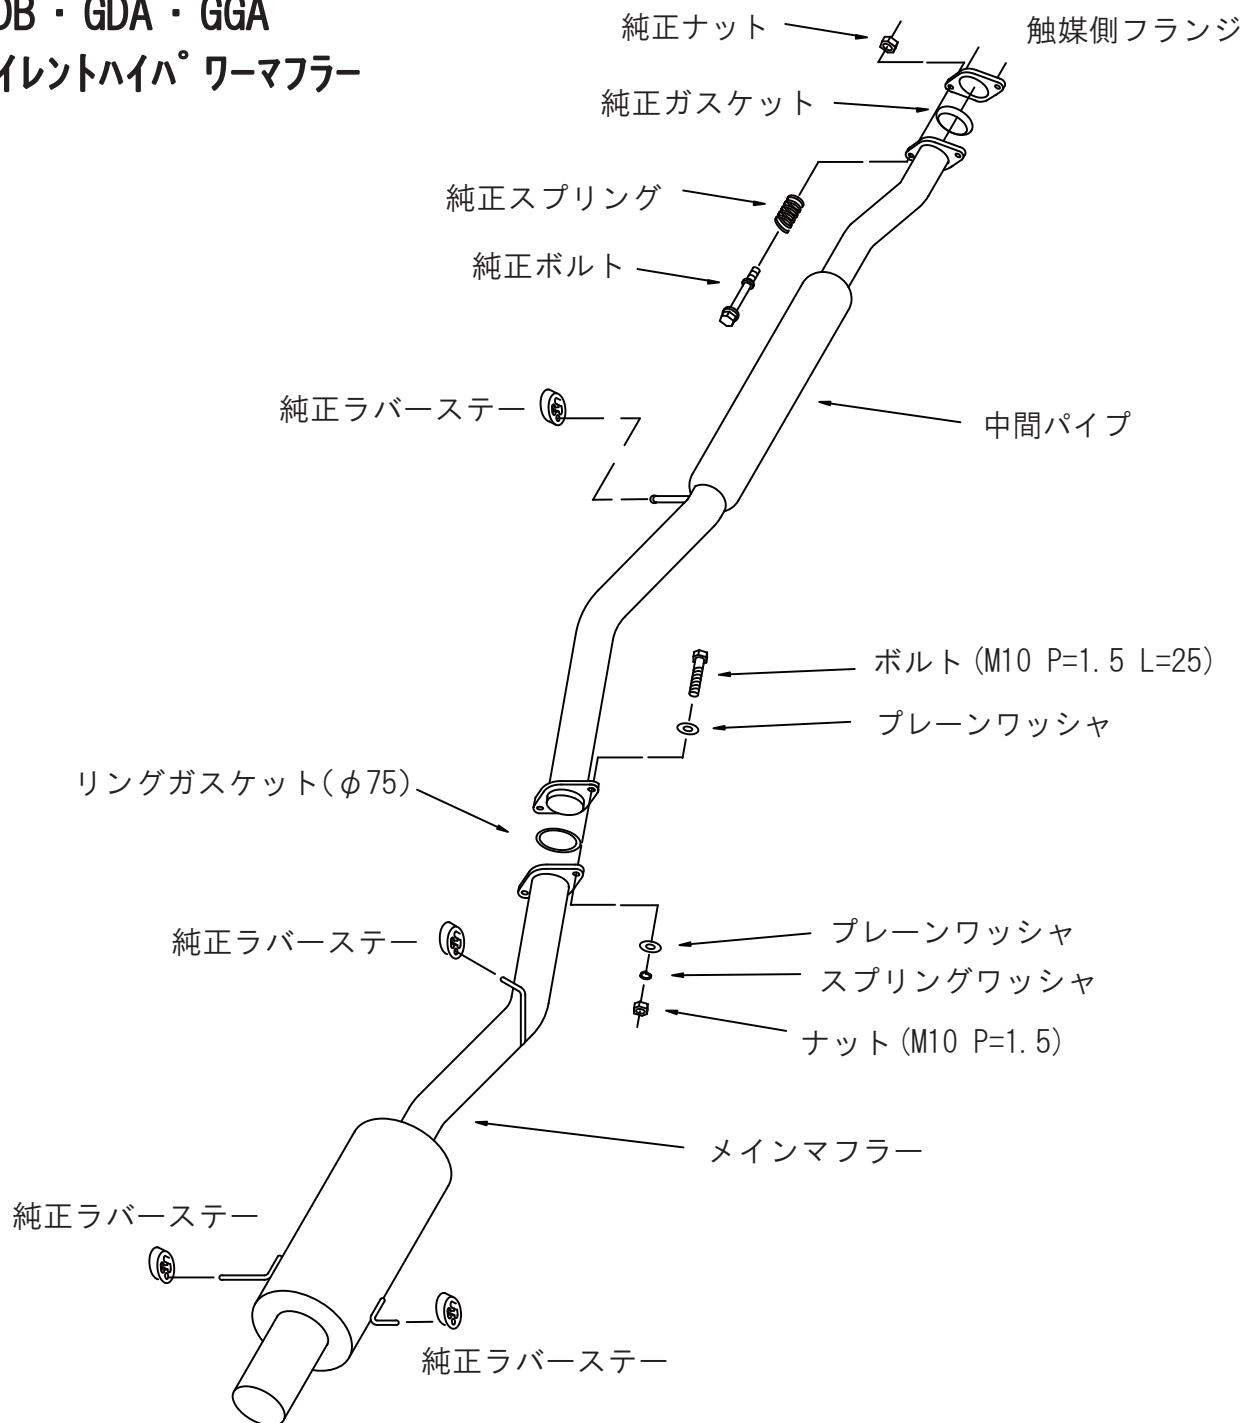 DB・GDA・GGA
イレントハイパワーマフラー
純正ナット
触媒側フランジ
純正ガスケット
純正スプリング
純正ボルト
純正ラバーステー
中間パイプ
ボルト(M10 P=1.5 L=25)
プレーンワッシャ
リングガスケット(φ75)
純正ラバーステー
プレーンワッシャ
スプリングワッシャ
ナット(M10 P=1.5)
メインマフラー
純正ラバーステー
純正ラバーステー